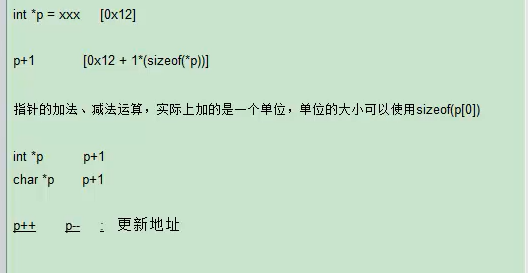 int *p = xxx [0x12]
p+1 [0x12 + 1*(sizeof(*p))]
指针的加法、减法运算，实际上加的是一个单位，单位的大小可以使用sizeof(p[0])
int *p p+1
char *p p+1
p++ p-- : 更新地址